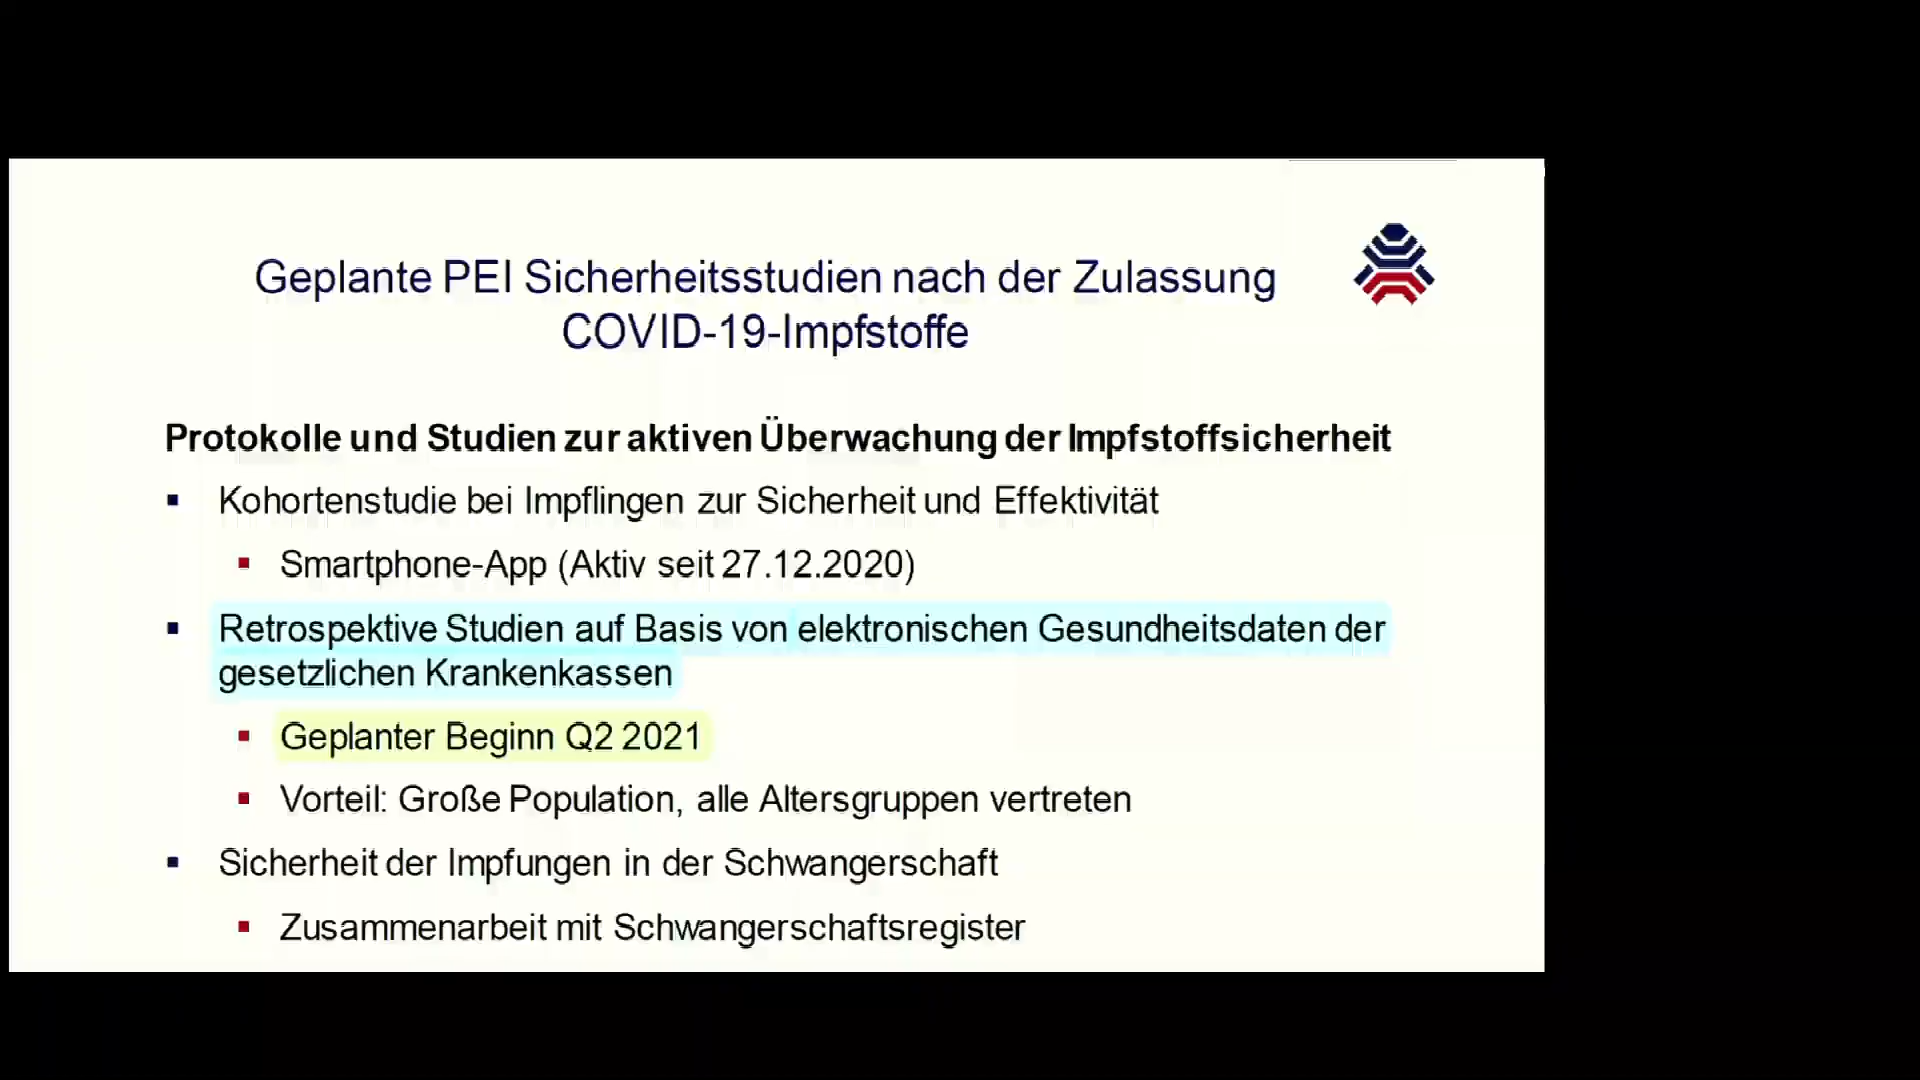 Geplante PEI Sicherheitsstudien nach der Zulassung
COVID-19-Impfstoffe
Protokolle und Studien zur aktiven Überwachung der Impfstoffsicherheit
Kohortenstudie bei Impflingen zur Sicherheit und Effektivität
Smartphone-App (Aktiv seit 27.12.2020)
Retrospektive Studien auf Basis von elektronischen Gesundheitsdaten der
gesetzlichen Krankenkassen
Geplanter Beginn Q2 2021
Vorteil: Große Population, alle Altersgruppen vertreten
Sicherheit der Impfungen in der Schwangerschaft
Zusammenarbeit mit Schwangerschaftsregister